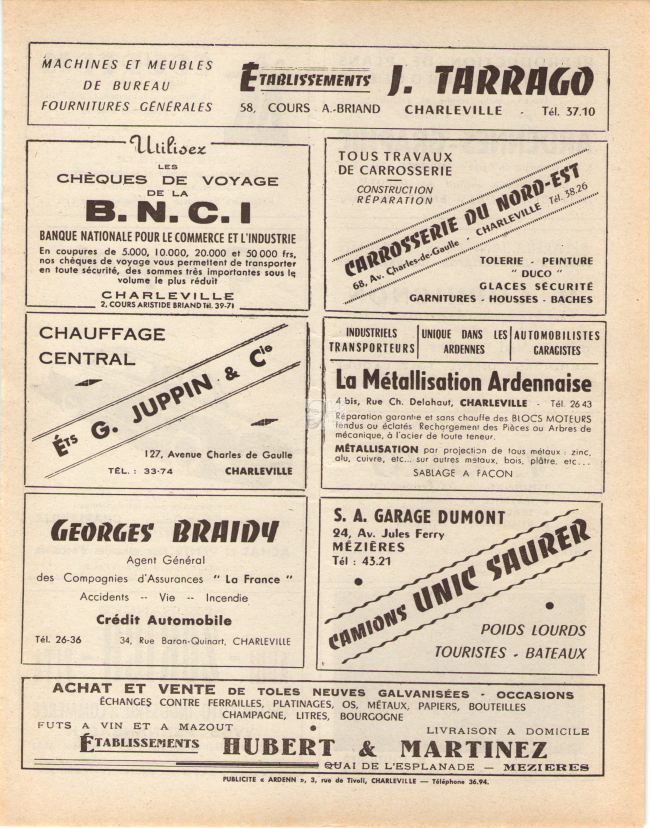 MACHINES ET MEUBLES
DE BUREAU
FOURNITURES GÉNÉRALES
ÉTABLISSEMENTS J. TARRAGO
58, COURS A.-BRIAND CHARLEVILLE - Tél. 37.10
Utilisez
LES
CHÈQUES DE VOYAGE
DE LA
B.N.C.I
BANQUE NATIONALE POUR LE COMMERCE ET L'INDUSTRIE
En coupures de 5.000, 10.000, 20.000 et 50 000 frs,
nos chèques de voyage vous permettent de transporter
en toute sécurité, des sommes très importantes sous le
volume le plus réduit
CHARLEVILLE
2, COURS ARISTIDE BRIAND Tél. 39-71
TOUS TRAVAUX
DE CARROSSERIE
CONSTRUCTION
RÉPARATION
CARROSSERIE DU NORD-EST
68, Av. Charles-de-Gaulle - CHARLEVILLE Tél. 38.26
TOLERIE - PEINTURE
" DUCO "
GLACES SÉCURITÉ
GARNITURES - HOUSSES - BACHES
CHAUFFAGE
CENTRAL
Éts G. JUPPIN & Cie
127, Avenue Charles de Gaulle
TÉL. : 33-74 CHARLEVILLE
INDUSTRIELS
TRANSPORTEURS
UNIQUE DANS LES
ARDENNES
AUTOMOBILISTES
GARAGISTES
La Métallisation Ardennaise
4 bis, Rue Ch. Delahaut, CHARLEVILLE - Tél. 26 43
Réparation garantie et sans chauffe des BLOCS MOTEURS
fendus ou éclatés Rechargement des Pièces ou Arbres de
mécanique, à l'acier de toute teneur.
MÉTALLISATION par projection de tous métaux : zinc,
alu, cuivre, etc... sur autres métaux, bois, plâtre, etc...
SABLAGE A FAÇON
GEORGES BRAIDY
Agent Général
des Compagnies d'Assurances " La France "
Accidents -- Vie -- Incendie
Crédit Automobile
Tél. 26-36 34, Rue Baron-Quinart, CHARLEVILLE
S. A. GARAGE DUMONT
24, Av. Jules Ferry
MÉZIÈRES
Tél : 43.21
CAMIONS UNIC SAURER
POIDS LOURDS
TOURISTES - BATEAUX
ACHAT ET VENTE DE TOLES NEUVES GALVANISÉES - OCCASIONS
ÉCHANGES CONTRE FERRAILLES, PLATINAGES, OS, MÉTAUX, PAPIERS, BOUTEILLES
CHAMPAGNE, LITRES, BOURGOGNE
FUTS A VIN ET A MAZOUT LIVRAISON A DOMICILE
ÉTABLISSEMENTS HUBERT & MARTINEZ
QUAI DE L'ESPLANADE — MEZIERES
PUBLICITE « ARDENN », 3, rue de Tivoli, CHARLEVILLE — Téléphone 36.94.